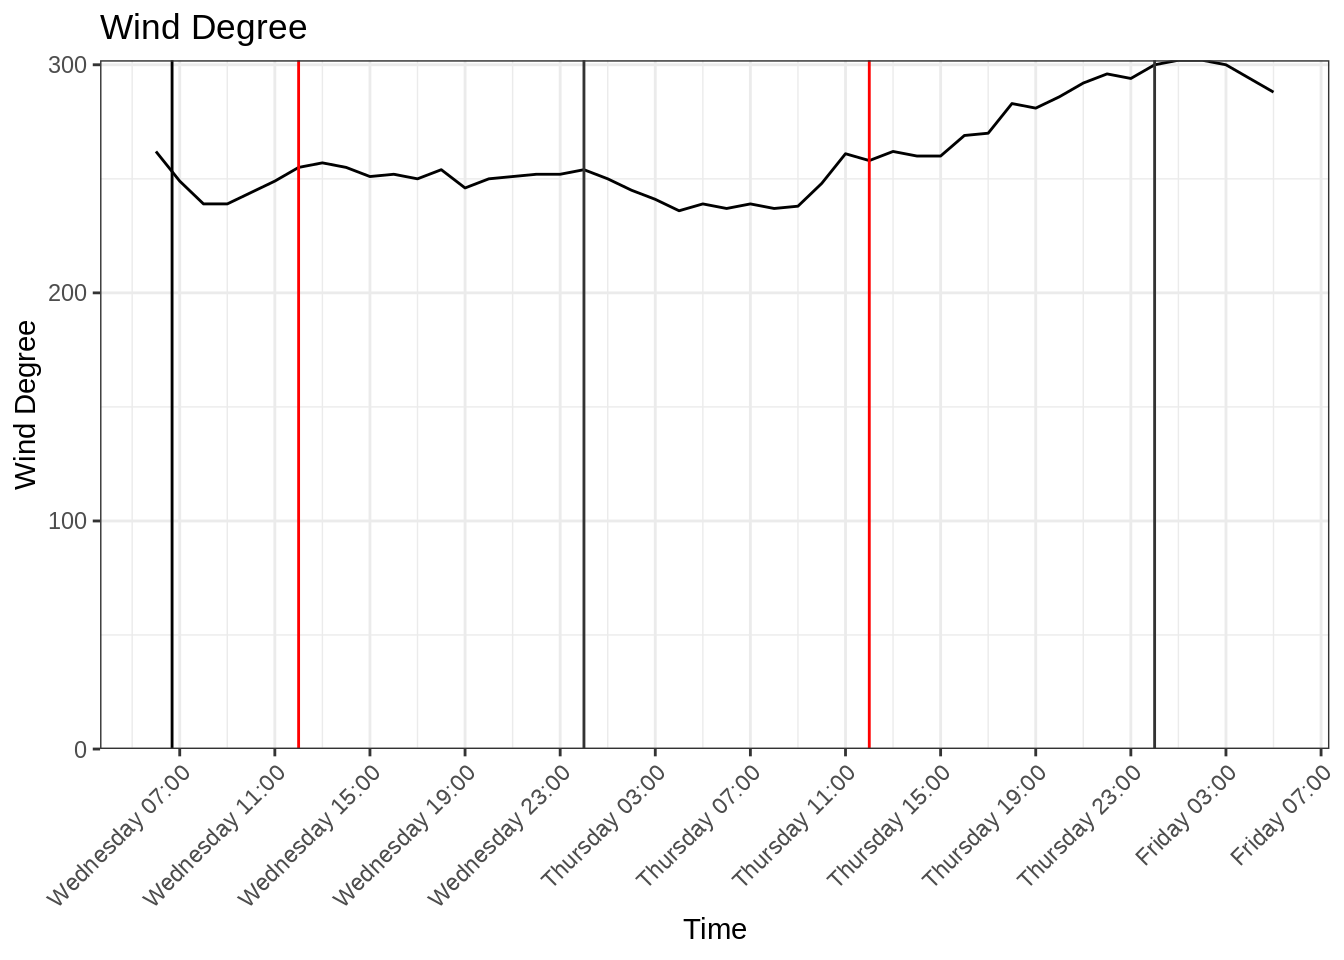 Wind Degree
300
200
100
0
Wind Degree
Wednesday 07:00
Wednesday 11:00
Wednesday 15:00
Wednesday 19:00
Wednesday 23:00
Thursday 03:00
Thursday 07:00
Thursday 11:00
Thursday 15:00
Thursday 19:00
Thursday 23:00
Friday 03:00
Friday 07:00
Time